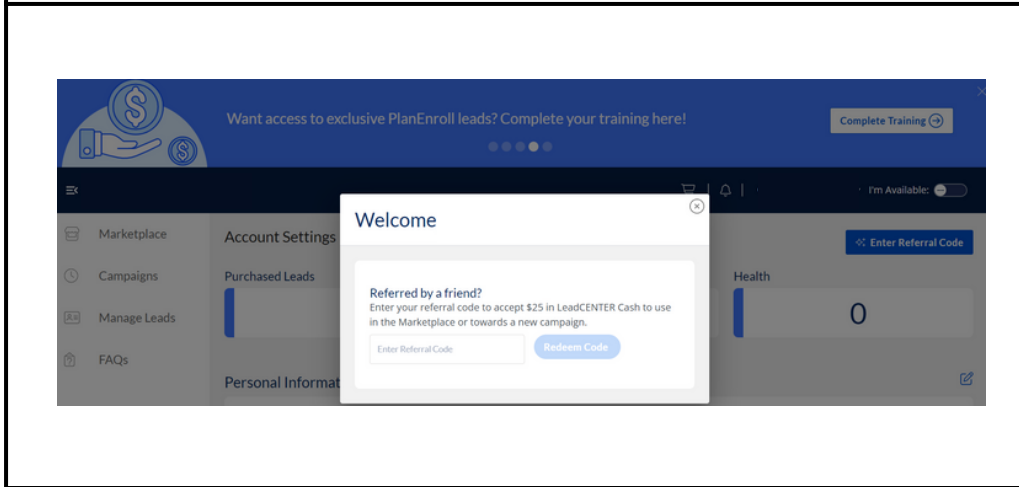 Want access to exclusive PlanEnroll leads? Complete your training here!
Complete Training
I'm Available:
Marketplace
Campaigns
Manage Leads
FAQs
Account Settings
Enter Referral Code
Purchased Leads
Health
0
Welcome
Referred by a friend?
Enter your referral code to accept $25 in LeadCENTER Cash to use
in the Marketplace or towards a new campaign.
Enter Referral Code
Redeem Code
Personal Informat